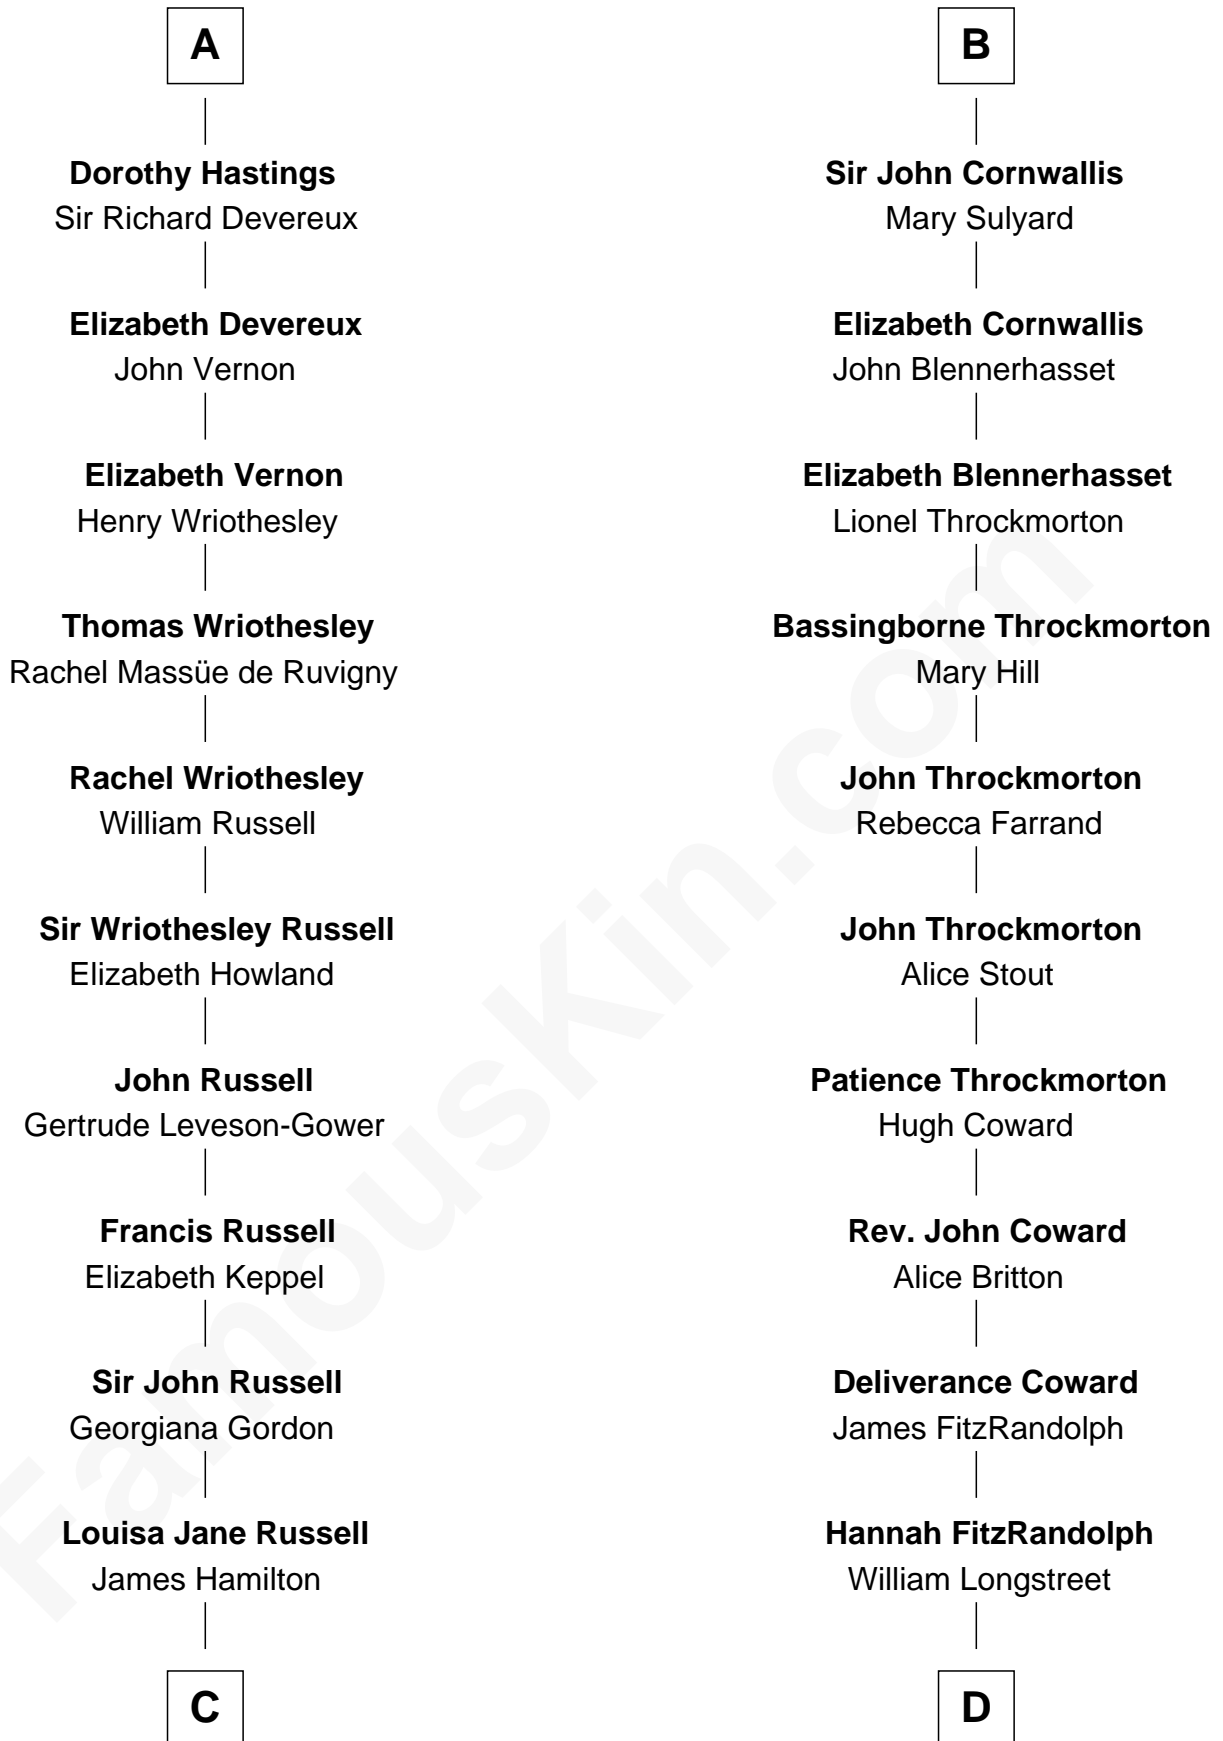 A
Dorothy Hastings
Sir Richard Devereux
Elizabeth Devereux
John Vernon
Elizabeth Vernon
Henry Wriothesley
Thomas Wriothesley
Rachel Massüe de Ruvigny
Rachel Wriothesley
William Russell
Sir Wriothesley Russell
Elizabeth Howland
John Russell
Gertrude Leveson-Gower
Francis Russell
Elizabeth Keppel
Sir John Russell
Georgiana Gordon
Louisa Jane Russell
James Hamilton
C
B
Sir John Cornwallis
Mary Sulyard
Elizabeth Cornwallis
John Blennerhasset
Elizabeth Blennerhasset
Lionel Throckmorton
Bassingborne Throckmorton
Mary Hill
John Throckmorton
Rebecca Farrand
John Throckmorton
Alice Stout
Patience Throckmorton
Hugh Coward
Rev. John Coward
Alice Britton
Deliverance Coward
James FitzRandolph
Hannah FitzRandolph
William Longstreet
D
FamousKin.com